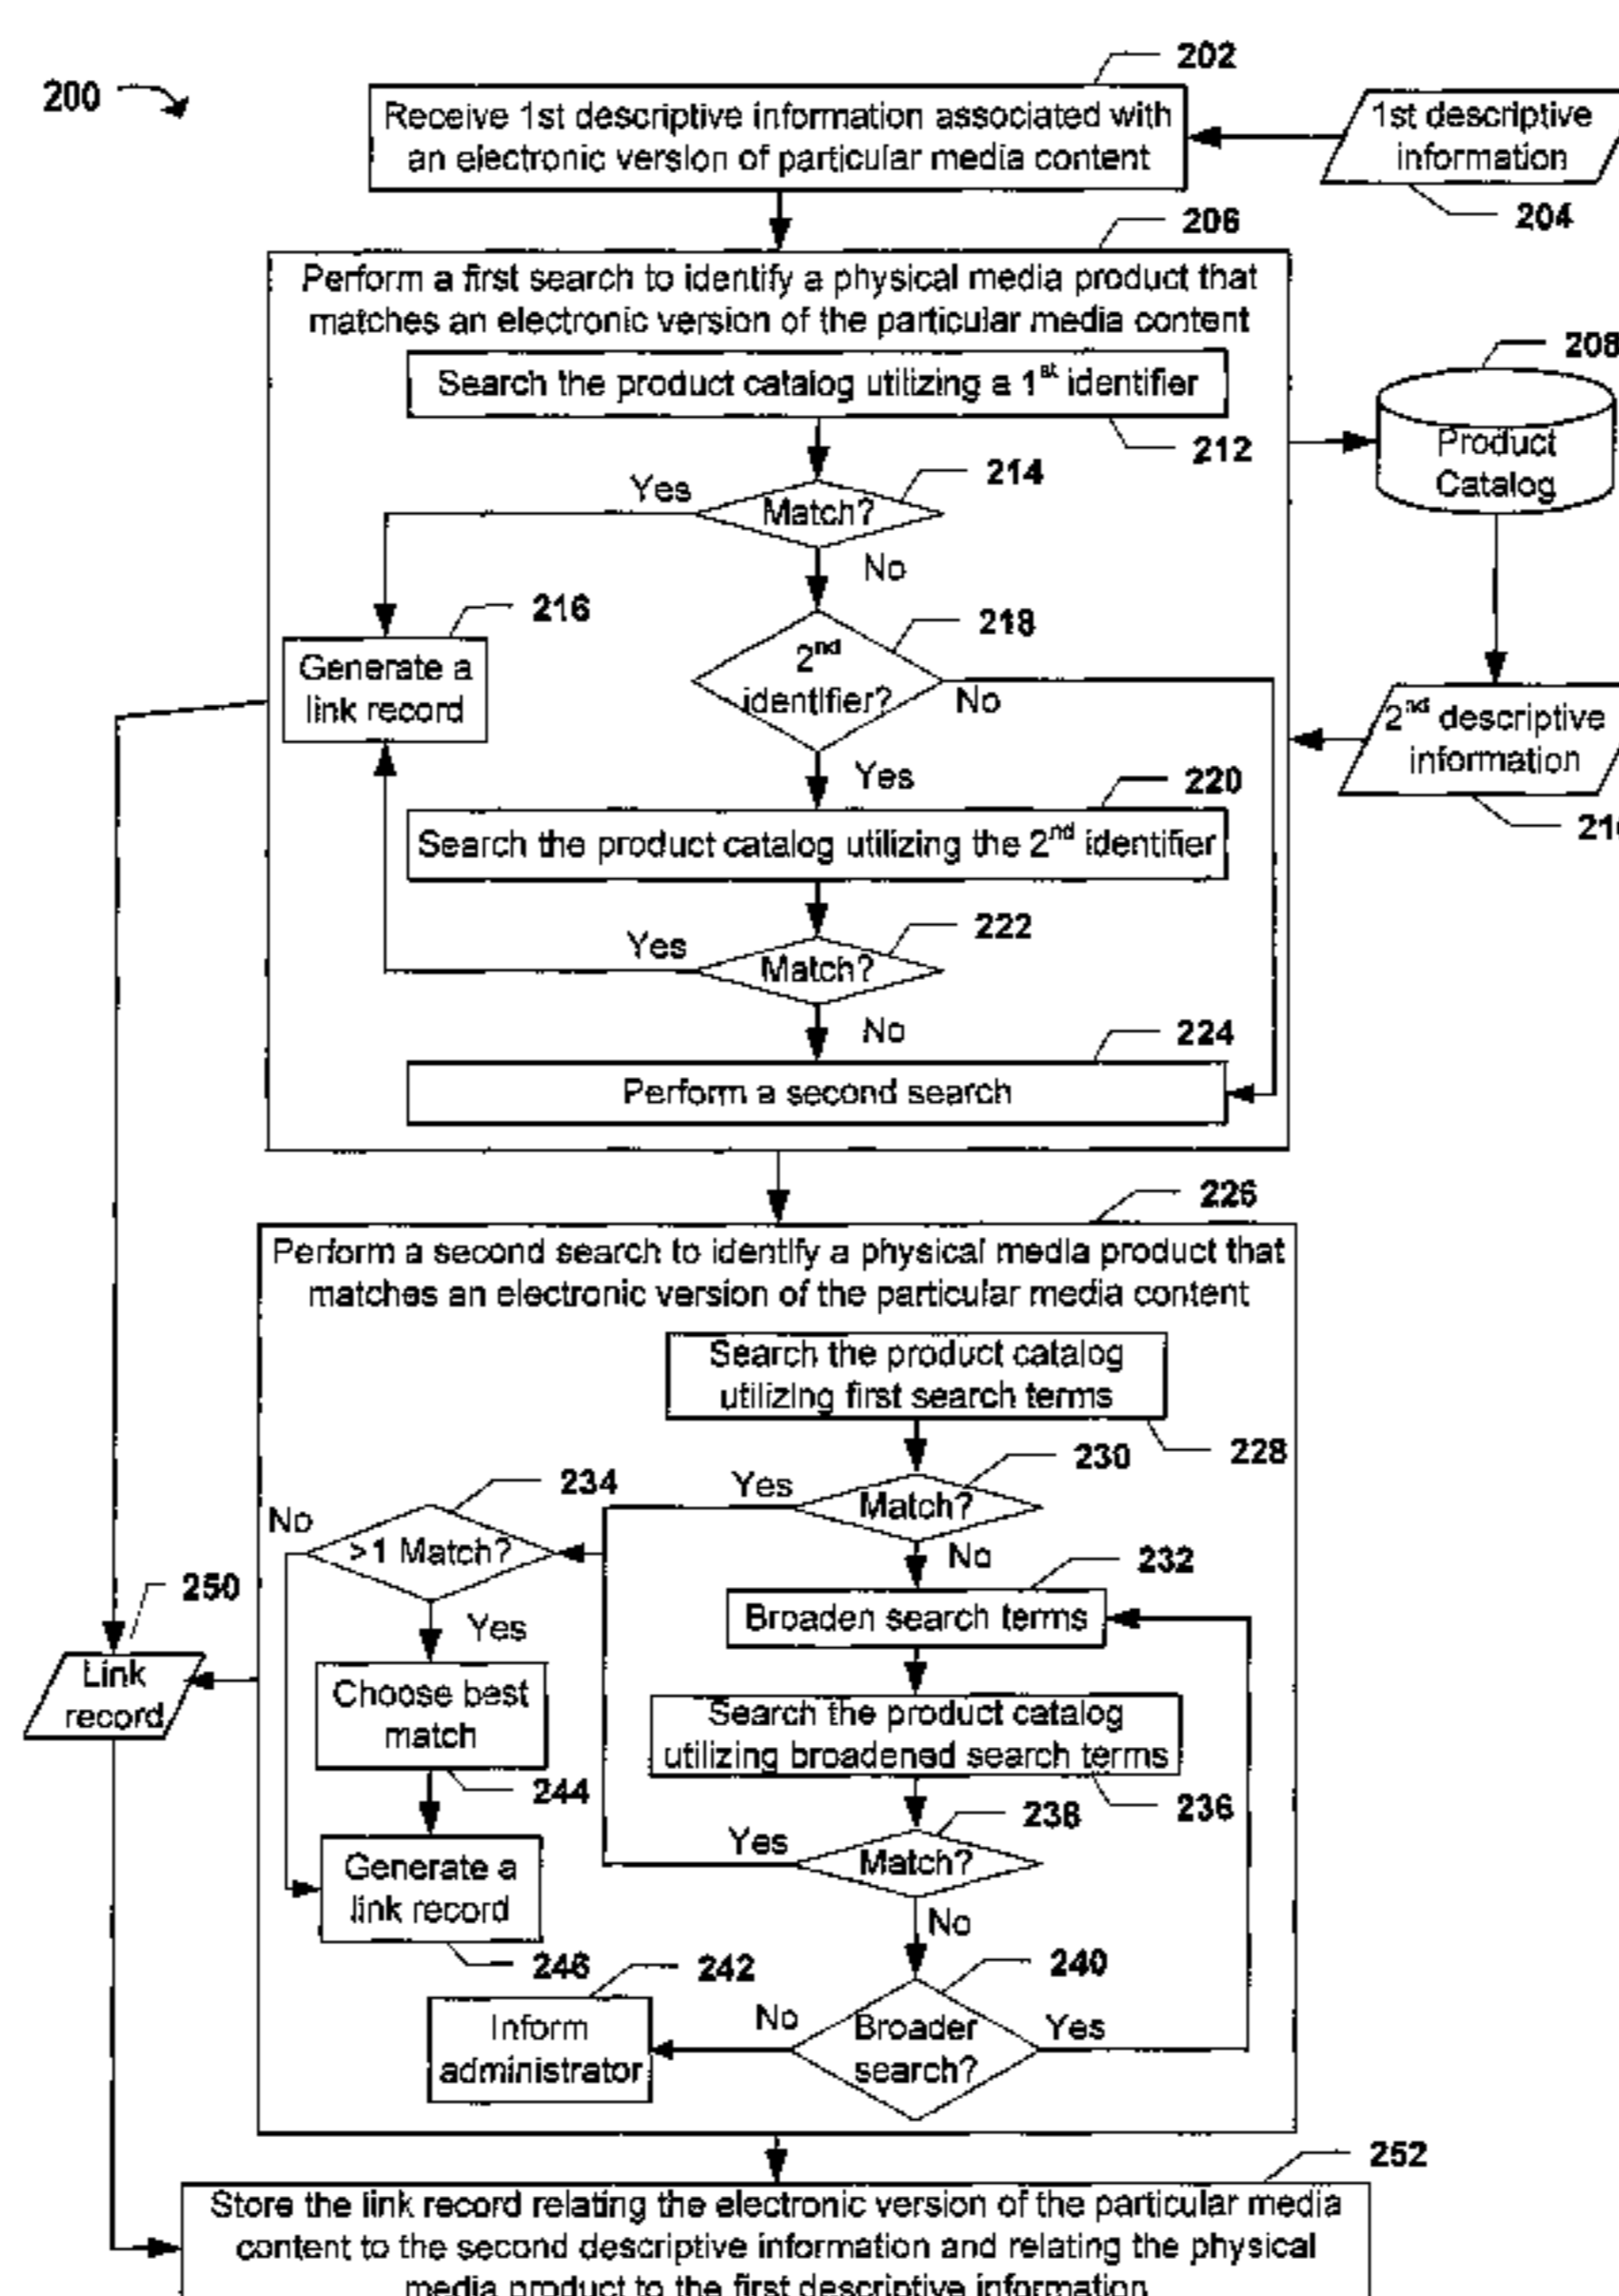 200
202
Receive 1st descriptive information associated with
an electronic version of particular media content
1st descriptive
information
204
206
Perform a first search to identify a physical media product that
matches an electronic version of the particular media content
Search the product catalog utilizing a 1st identifier
212
208
Product
Catalog
214
Match?
Yes
No
216
Generate a
link record
218
2nd
identifier?
No
Yes
2nd descriptive
information
220
Search the product catalog utilizing the 2nd identifier
222
Match?
Yes
No
224
Perform a second search
226
Perform a second search to identify a physical media product that
matches an electronic version of the particular media content
Search the product catalog
utilizing first search terms
228
230
Match?
Yes
No
234
>1 Match?
No
Yes
232
Broaden search terms
250
Link
record
Choose best
match
244
Search the product catalog
utilizing broadened search terms
236
238
Match?
Yes
No
Generate a
link record
246
240
Broader
search?
No
Yes
242
Inform
administrator
252
Store the link record relating the electronic version of the particular media
content to the second descriptive information and relating the physical
media product to the first descriptive information